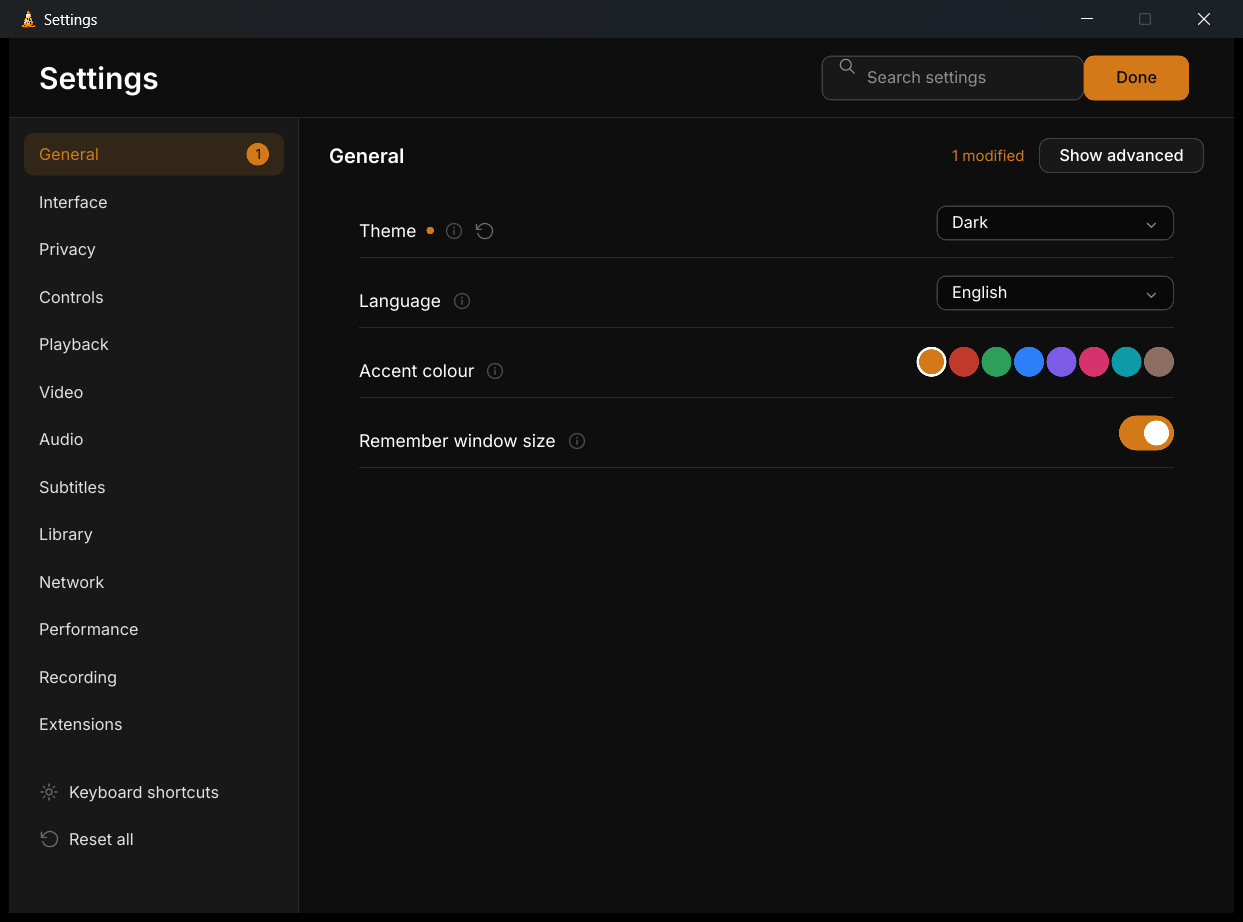 Settings
Settings
Search settings
Done
General
1
Interface
Privacy
Controls
Playback
Video
Audio
Subtitles
Library
Network
Performance
Recording
Extensions
Keyboard shortcuts
Reset all
General
1 modified
Show advanced
Theme
Dark
Language
English
Accent colour
Remember window size